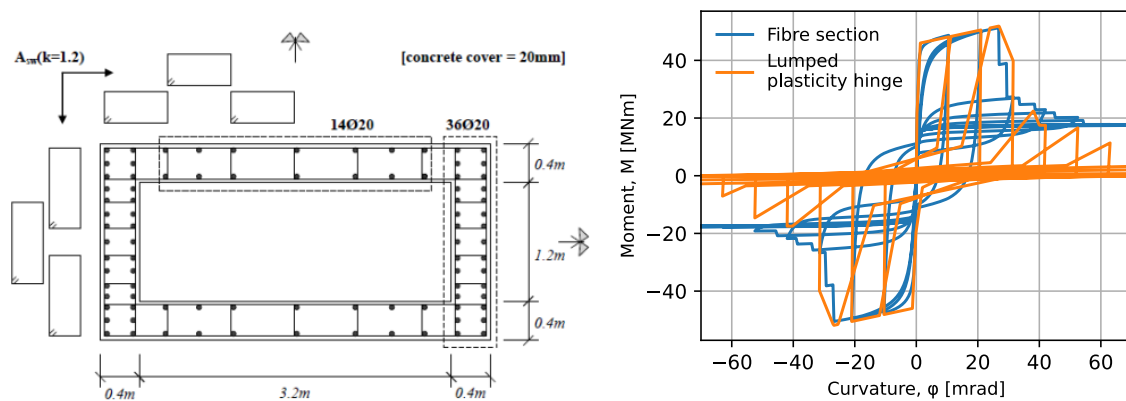 A_sw(k=1.2)
[concrete cover = 20mm]
14Ø20
36Ø20
0.4m
1.2m
0.4m
0.4m
3.2m
0.4m
Fibre section
Lumped
plasticity hinge
Moment, M [MNm]
40
20
0
−20
−40
−60
−40
−20
0
20
40
60
Curvature, φ [mrad]